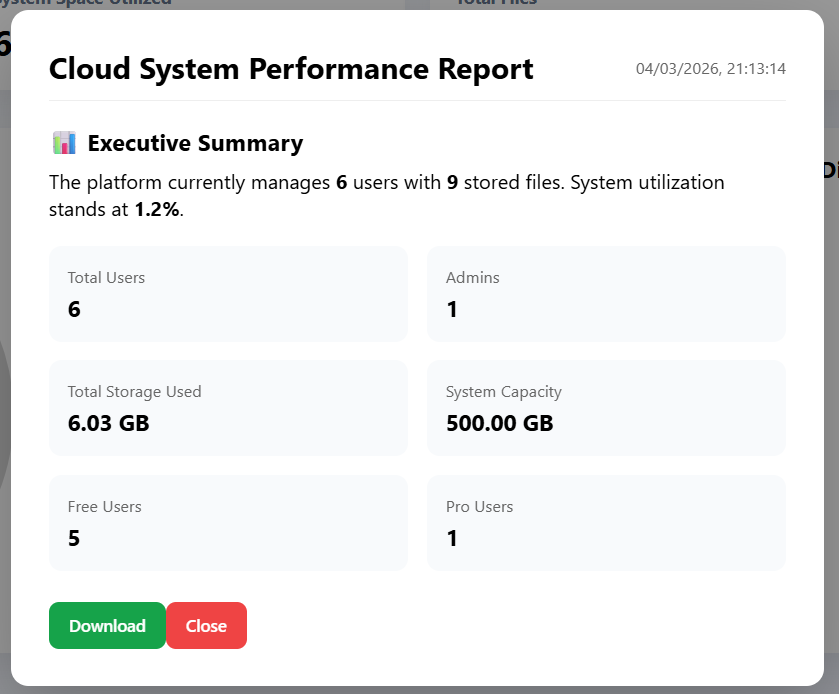 System Space Utilized
Total Files
6
Cloud System Performance Report
04/03/2026, 21:13:14
Executive Summary
The platform currently manages 6 users with 9 stored files. System utilization
stands at 1.2%.
Total Users
6
Admins
1
Total Storage Used
6.03 GB
System Capacity
500.00 GB
Free Users
5
Pro Users
1
Download
Close